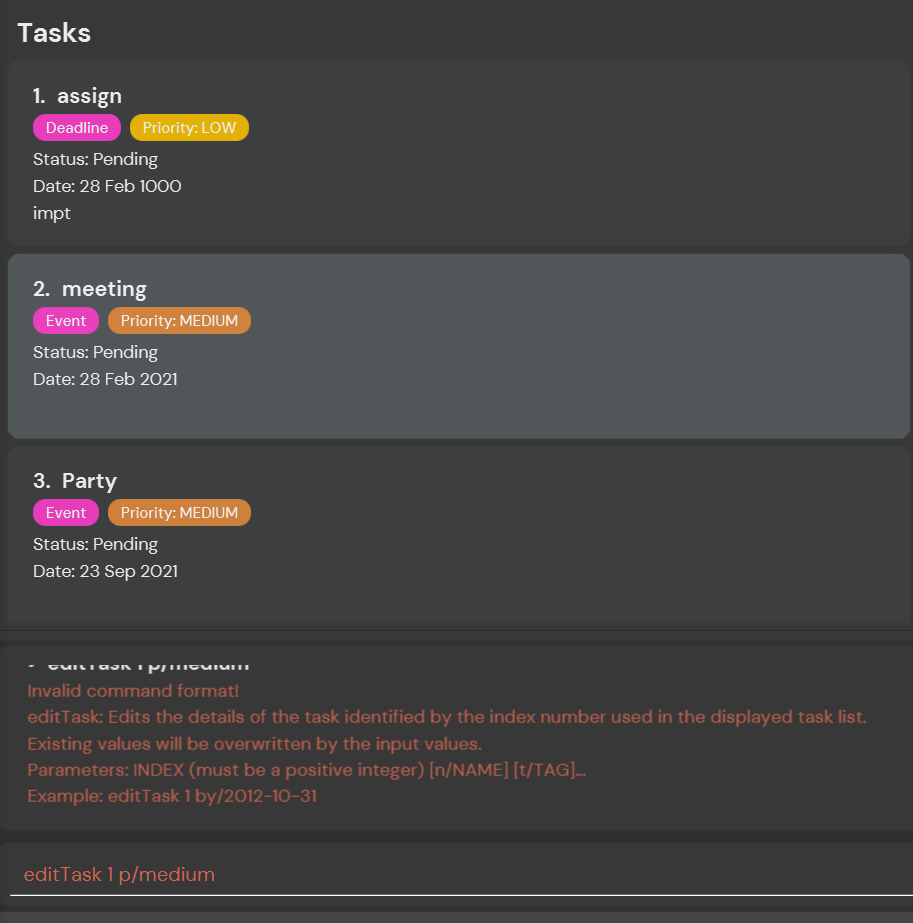 Tasks
1. assign
Deadline Priority: LOW
Status: Pending
Date: 28 Feb 1000
impt
2. meeting
Event Priority: MEDIUM
Status: Pending
Date: 28 Feb 2021
3. Party
Event Priority: MEDIUM
Status: Pending
Date: 23 Sep 2021
editTask 1 p/medium
Invalid command format!
editTask: Edits the details of the task identified by the index number used in the displayed task list.
Existing values will be overwritten by the input values.
Parameters: INDEX (must be a positive integer) [n/NAME] [t/TAG]...
Example: editTask 1 by/2012-10-31
editTask 1 p/medium